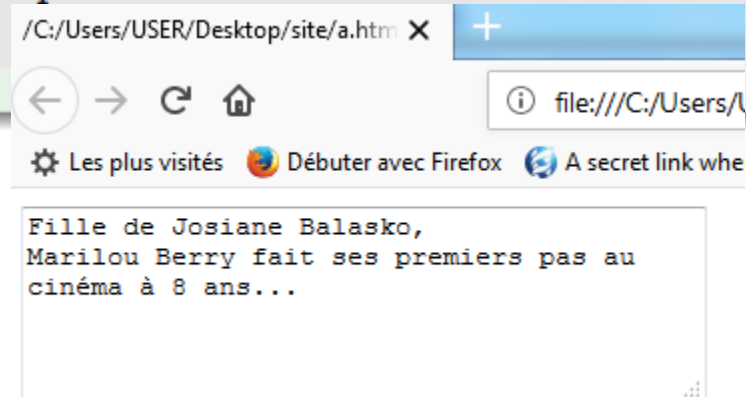 /C:/Users/USER/Desktop/site/a.htm
file:///C:/Users/
Les plus visités Débuter avec Firefox A secret link whe
Fille de Josiane Balasko,
Marilou Berry fait ses premiers pas au
cinéma à 8 ans...